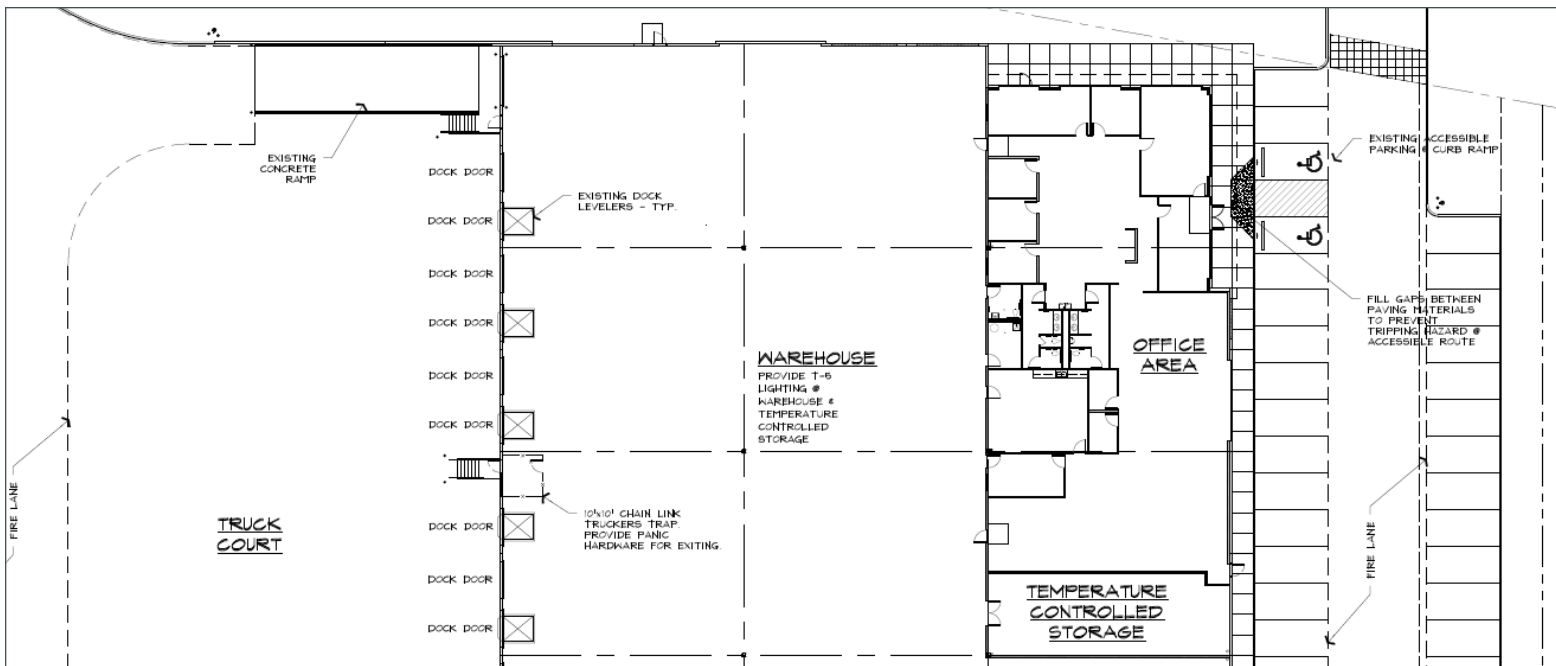 EXISTING
CONCRETE
RAMP
DOCK DOOR
DOCK DOOR
DOCK DOOR
DOCK DOOR
DOCK DOOR
DOCK DOOR
DOCK DOOR
DOCK DOOR
DOCK DOOR
EXISTING DOCK
LEVELERS - TYP.
WAREHOUSE
PROVIDE T-5
LIGHTING @
WAREHOUSE &
TEMPERATURE
CONTROLLED
STORAGE
10'x10' CHAIN LINK
TRUCKERS TRAP.
PROVIDE PANIC
HARDWARE FOR EXITING.
FIRE LANE
TRUCK
COURT
OFFICE
AREA
TEMPERATURE
CONTROLLED
STORAGE
EXISTING ACCESSIBLE
PARKING & CURB RAMP
FILL GAPS BETWEEN
PAVING MATERIALS
TO PREVENT
TRIPPING HAZARD @
ACCESSIBLE ROUTE
FIRE LANE